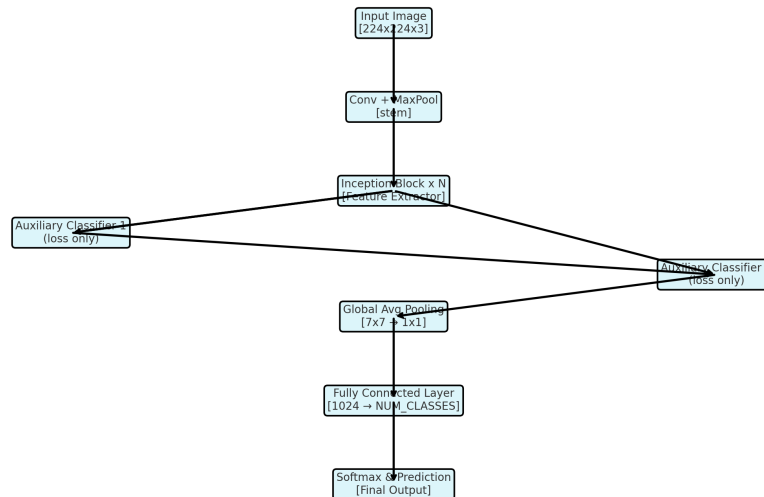 Input Image
[224x224x3]
Conv + MaxPool
[stem]
Inception Block x N
[Feature Extractor]
Auxiliary Classifier 1
(loss only)
Auxiliary Classifier
(loss only)
Global Avg Pooling
[7x7 → 1x1]
Fully Connected Layer
[1024 → NUM_CLASSES]
Softmax & Prediction
[Final Output]